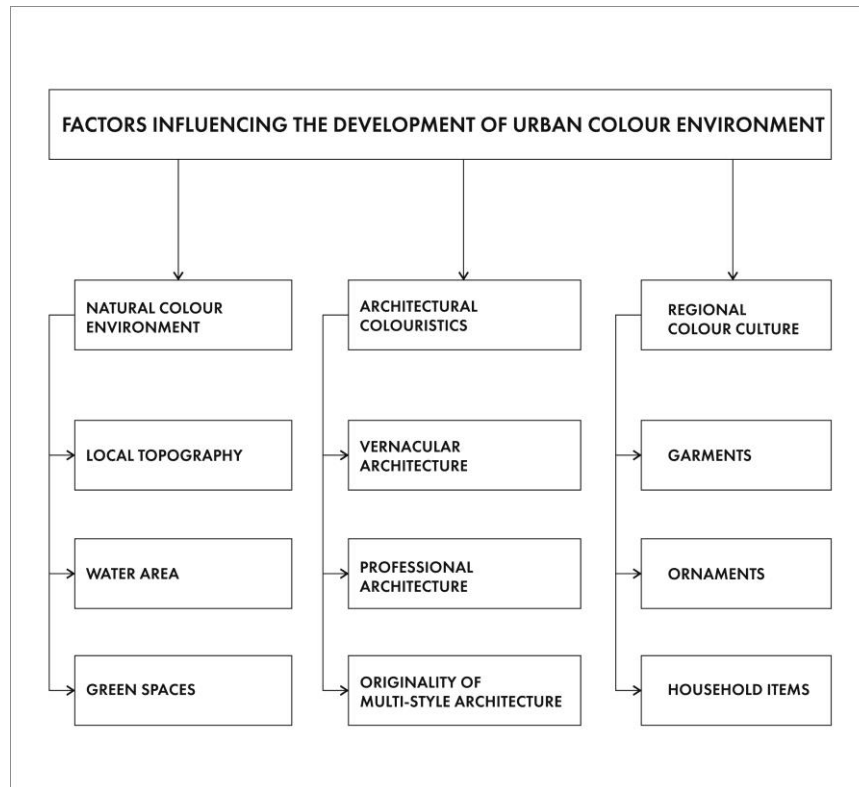 FACTORS INFLUENCING THE DEVELOPMENT OF URBAN COLOUR ENVIRONMENT
NATURAL COLOUR
ENVIRONMENT
LOCAL TOPOGRAPHY
WATER AREA
GREEN SPACES
ARCHITECTURAL
COLOURISTICS
VERNACULAR
ARCHITECTURE
PROFESSIONAL
ARCHITECTURE
ORIGINALITY OF
MULTI-STYLE ARCHITECTURE
REGIONAL
COLOUR CULTURE
GARMENTS
ORNAMENTS
HOUSEHOLD ITEMS